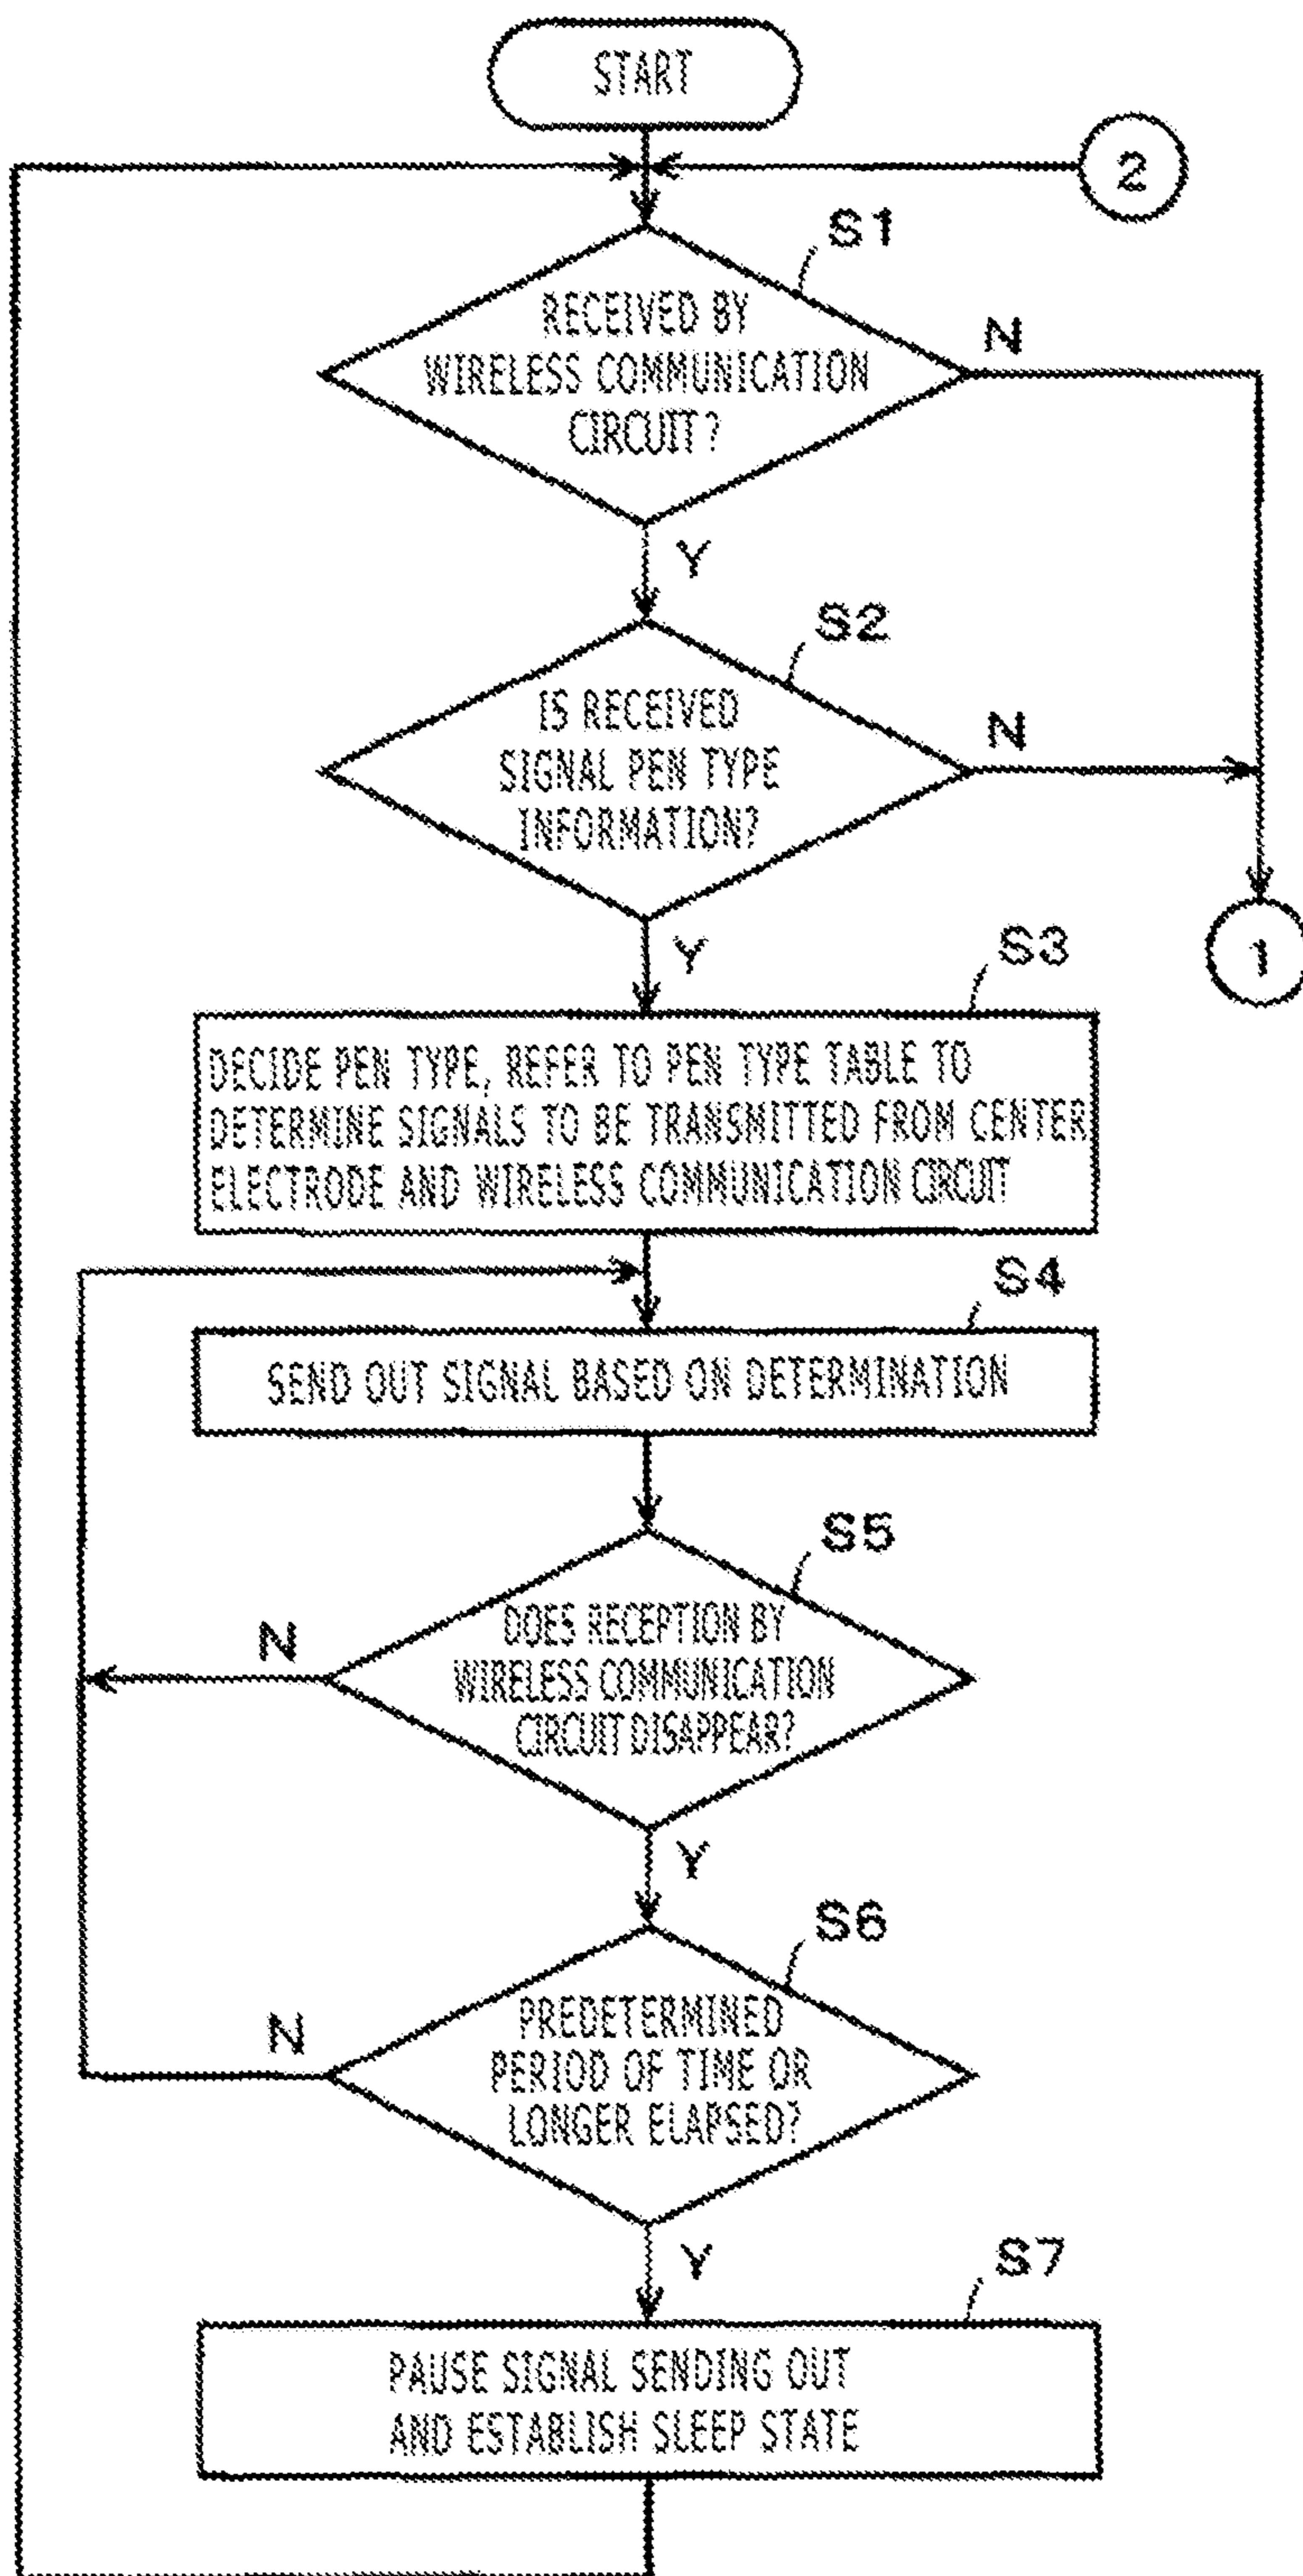 START
2
S1
RECEIVED BY
WIRELESS COMMUNICATION
CIRCUIT?
N
Y
S2
IS RECEIVED
SIGNAL PEN TYPE
INFORMATION?
N
Y
1
S3
DECIDE PEN TYPE, REFER TO PEN TYPE TABLE TO
DETERMINE SIGNALS TO BE TRANSMITTED FROM CENTER
ELECTRODE AND WIRELESS COMMUNICATION CIRCUIT
S4
SEND OUT SIGNAL BASED ON DETERMINATION
S5
DOES RECEPTION BY
WIRELESS COMMUNICATION
CIRCUIT DISAPPEAR?
N
Y
S6
PREDETERMINED
PERIOD OF TIME OR
LONGER ELAPSED?
N
Y
S7
PAUSE SIGNAL SENDING OUT
AND ESTABLISH SLEEP STATE